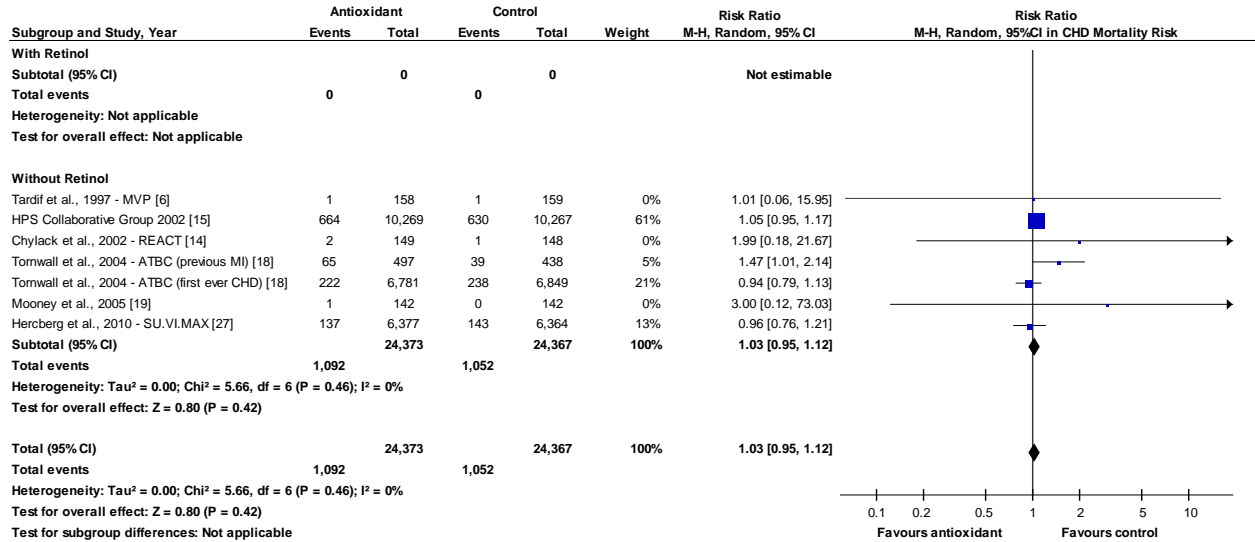 Antioxidant Control Risk Ratio Risk Ratio
Subgroup and Study, Year Events Total Events Total Weight M-H, Random, 95% CI M-H, Random, 95%CI in CHD Mortality Risk
With Retinol
Subtotal (95% CI) 0 0 Not estimable
Total events 0 0
Heterogeneity: Not applicable
Test for overall effect: Not applicable
Without Retinol
Tardif et al., 1997 - MVP [6] 1 158 1 159 0% 1.01 [0.06, 15.95]
HPS Collaborative Group 2002 [15] 664 10,269 630 10,267 61% 1.05 [0.95, 1.17]
Chylack et al., 2002 - REACT [14] 2 149 1 148 0% 1.99 [0.18, 21.67]
Tornwall et al., 2004 - ATBC (previous MI) [18] 65 497 39 438 5% 1.47 [1.01, 2.14]
Tornwall et al., 2004 - ATBC (first ever CHD) [18] 222 6,781 238 6,849 21% 0.94 [0.79, 1.13]
Mooney et al., 2005 [19] 1 142 0 142 0% 3.00 [0.12, 73.03]
Hercberg et al., 2010 - SU.VI.MAX [27] 137 6,377 143 6,364 13% 0.96 [0.76, 1.21]
Subtotal (95% CI) 24,373 24,367 100% 1.03 [0.95, 1.12]
Total events 1,092 1,052
Heterogeneity: Tau² = 0.00; Chi² = 5.66, df = 6 (P = 0.46); I² = 0%
Test for overall effect: Z = 0.80 (P = 0.42)
Total (95% CI) 24,373 24,367 100% 1.03 [0.95, 1.12]
Total events 1,092 1,052
Heterogeneity: Tau² = 0.00; Chi² = 5.66, df = 6 (P = 0.46); I² = 0%
Test for overall effect: Z = 0.80 (P = 0.42)
Test for subgroup differences: Not applicable
0.1 0.2 0.5 1 2 5 10
Favours antioxidant Favours control